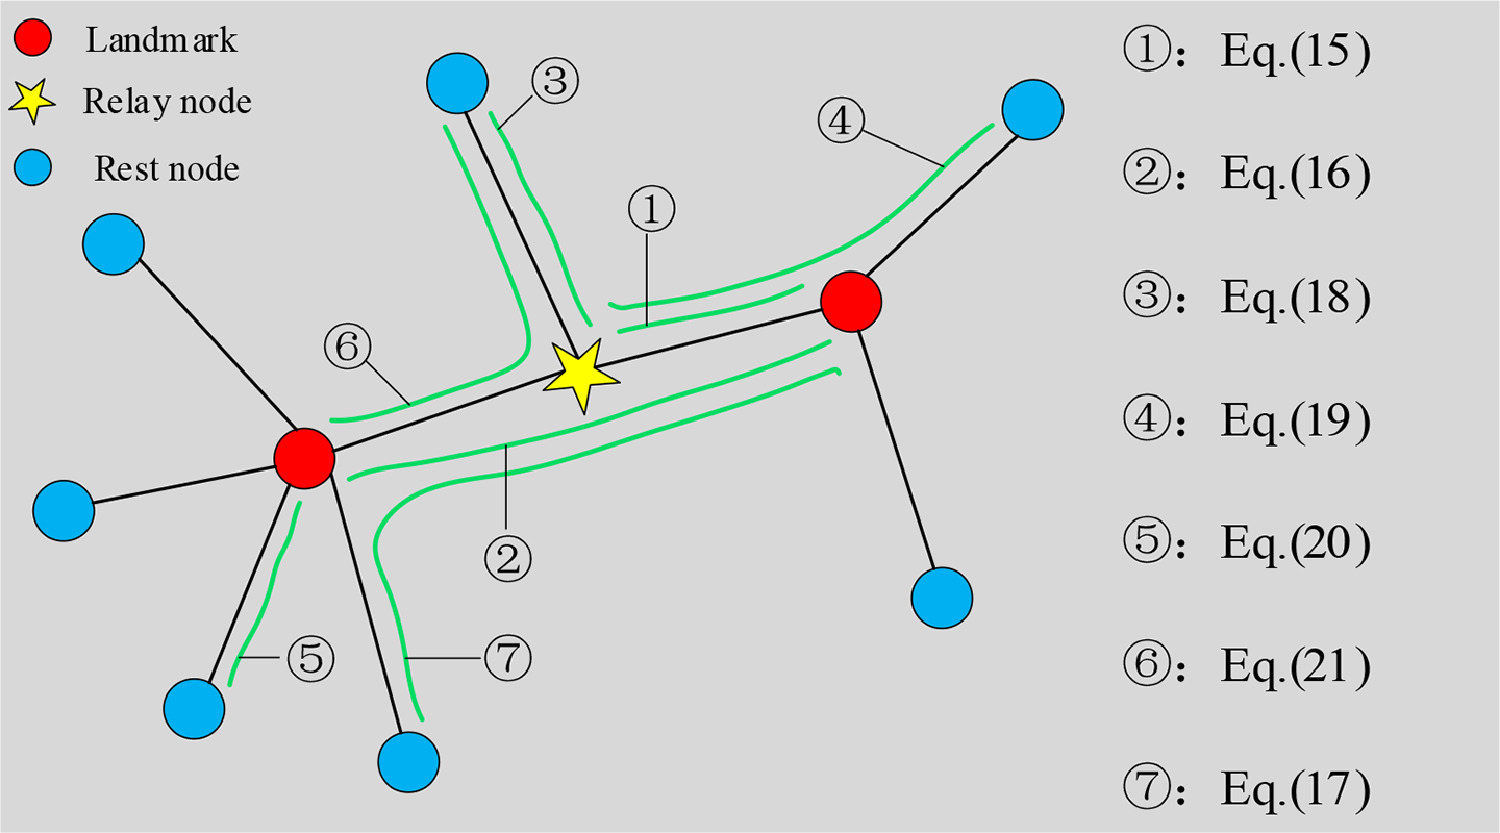 Landmark
Relay node
Rest node
③
④
①
⑥
②
⑤
⑦
①: Eq.(15)
②: Eq.(16)
③: Eq.(18)
④: Eq.(19)
⑤: Eq.(20)
⑥: Eq.(21)
⑦: Eq.(17)